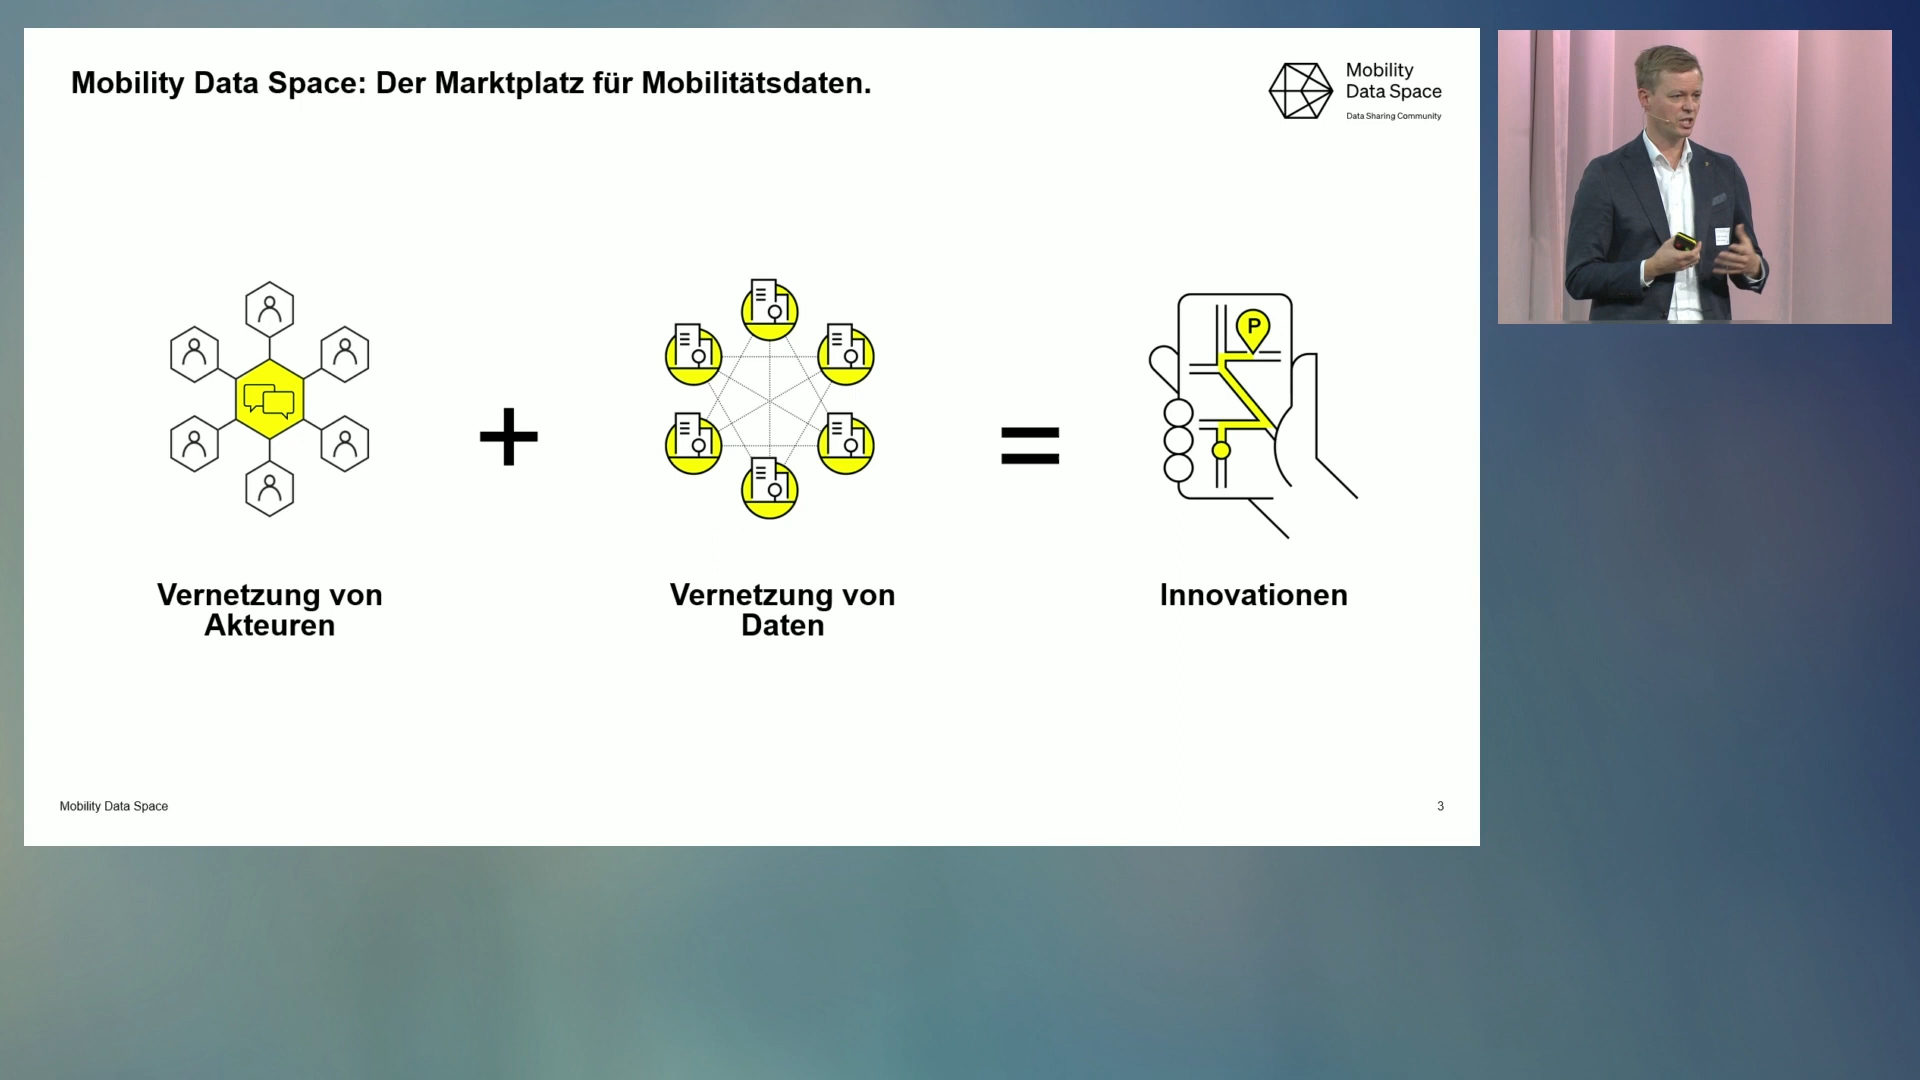 Mobility Data Space: Der Marktplatz für Mobilitätsdaten.
Mobility
Data Space
Data Sharing Community
P
+
=
Vernetzung von
Akteuren
Vernetzung von
Daten
Innovationen
Mobility Data Space
3